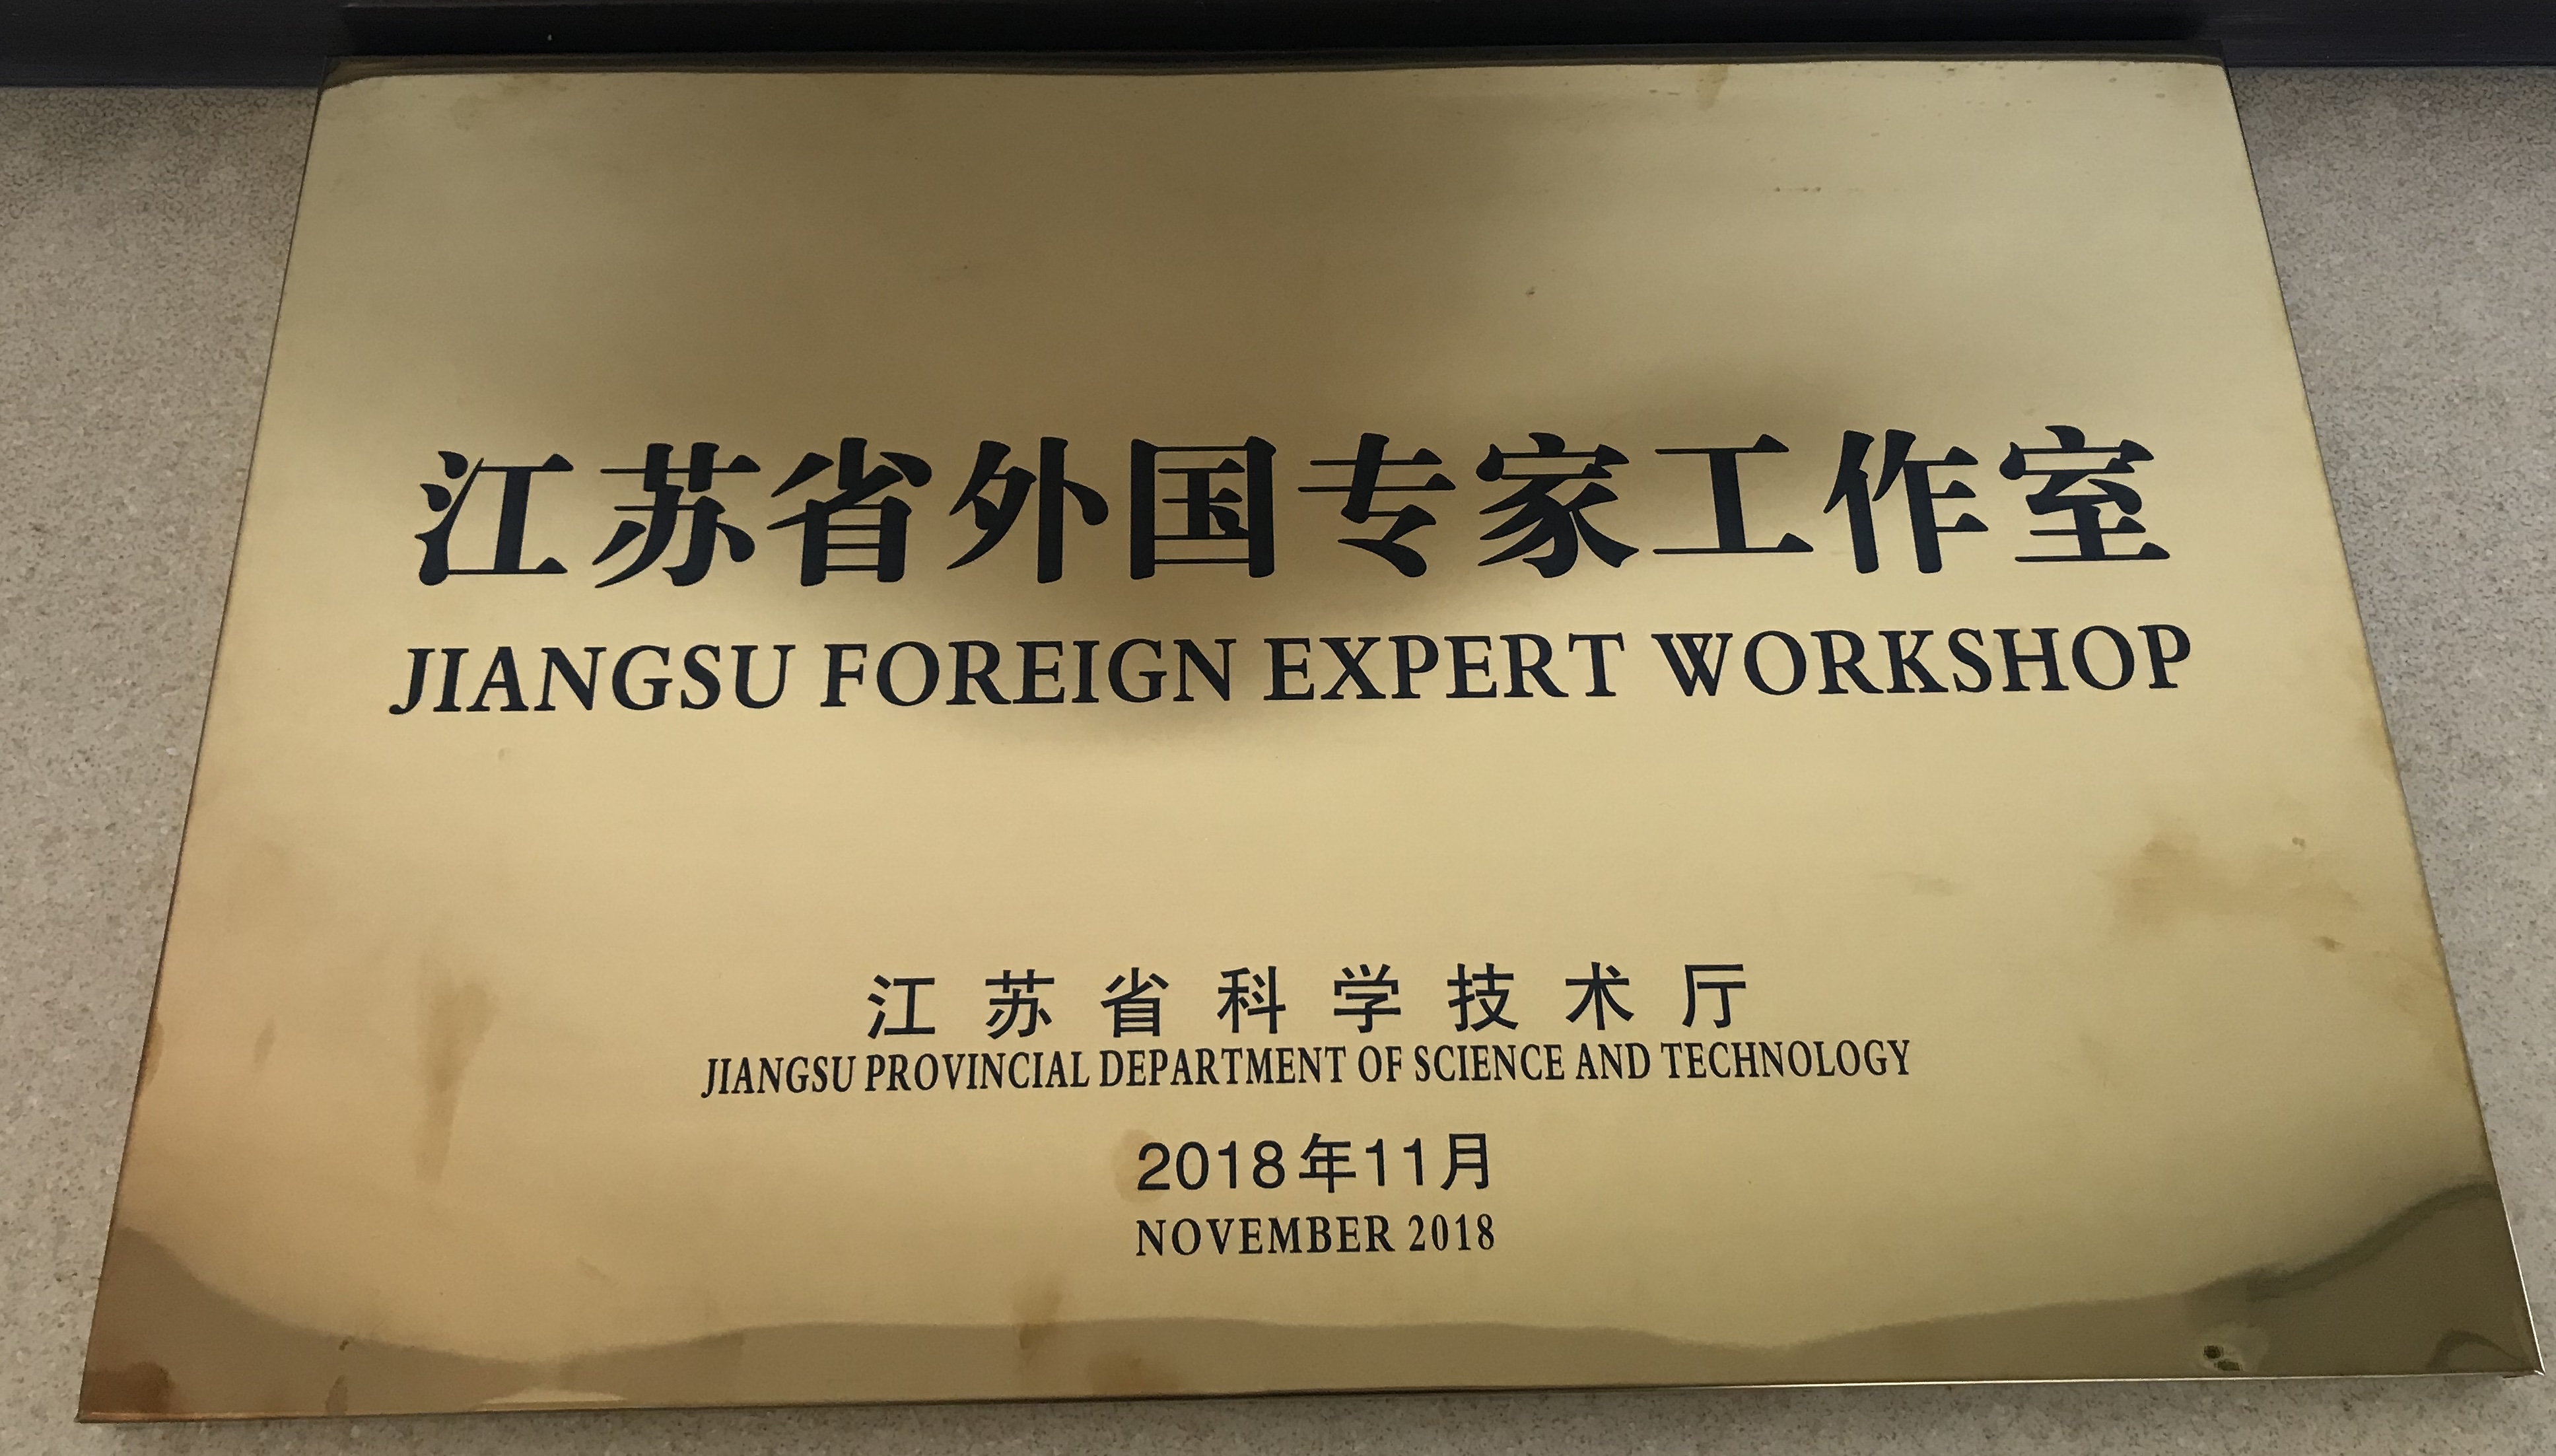 江苏省外国专家工作室
JIANGSU FOREIGN EXPERT WORKSHOP
江苏省科学技术厅
JIANGSU PROVINCIAL DEPARTMENT OF SCIENCE AND TECHNOLOGY
2018年11月
NOVEMBER 2018